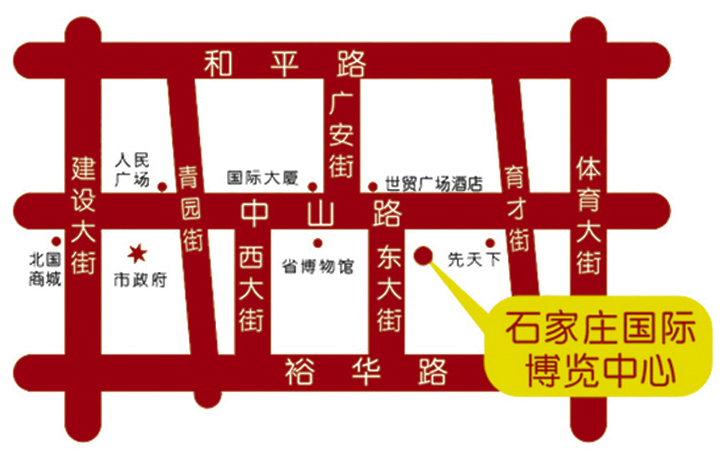 和平路
广安街
建设大街
人民
广场
青园街
国际大厦
世贸广场酒店
育才街
体育大街
中山路
北国
商城
市政府
西大街
省博物馆
东大街
先天下
石家庄国际
博览中心
裕华路